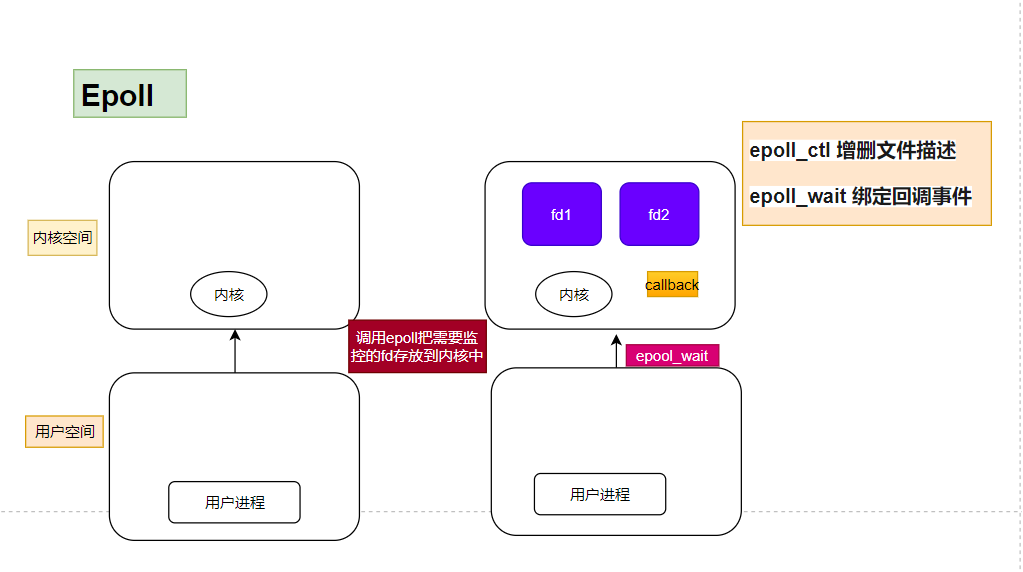 Epoll
epoll_ctl 增删文件描述
epoll_wait 绑定回调事件
fd1
fd2
内核空间
内核
内核
callback
调用epoll把需要监
控的fd存放到内核中
epool_wait
用户空间
用户进程
用户进程